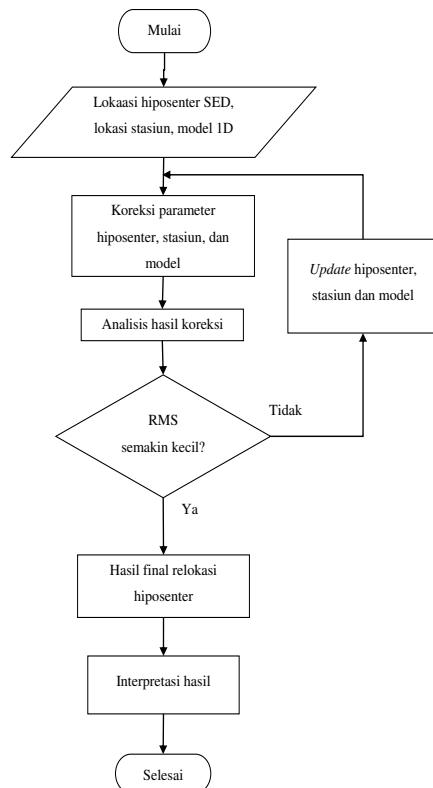 Mulai
Lokaasi hiposenter SED,
lokasi stasiun, model 1D
Koreksi parameter
hiposenter, stasiun, dan
model
Update hiposenter,
stasiun dan model
Analisis hasil koreksi
RMS
semakin kecil?
Tidak
Ya
Hasil final relokasi
hiposenter
Interpretasi hasil
Selesai